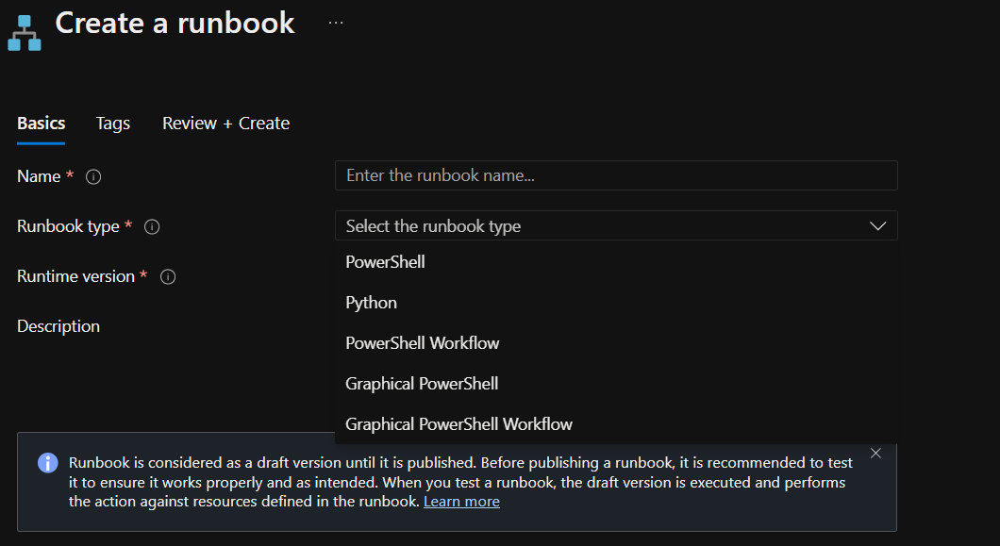 Create a runbook ...
Basics Tags Review + Create
Name *
Enter the runbook name...
Runbook type *
Select the runbook type
PowerShell
Python
PowerShell Workflow
Graphical PowerShell
Graphical PowerShell Workflow
Runtime version *
Description
Runbook is considered as a draft version until it is published. Before publishing a runbook, it is recommended to test
it to ensure it works properly and as intended. When you test a runbook, the draft version is executed and performs
the action against resources defined in the runbook. Learn more